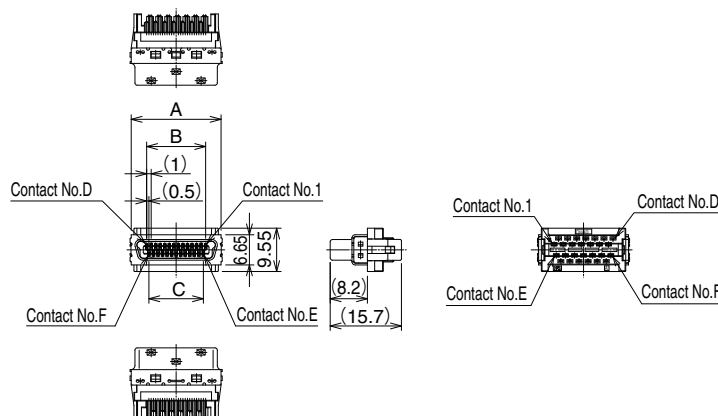 A
B
(1)
(0.5)
Contact No.D
Contact No.1
6.65
9.55
C
Contact No.F
Contact No.E
(8.2)
(15.7)
Contact No.1
Contact No.D
Contact No.E
Contact No.F